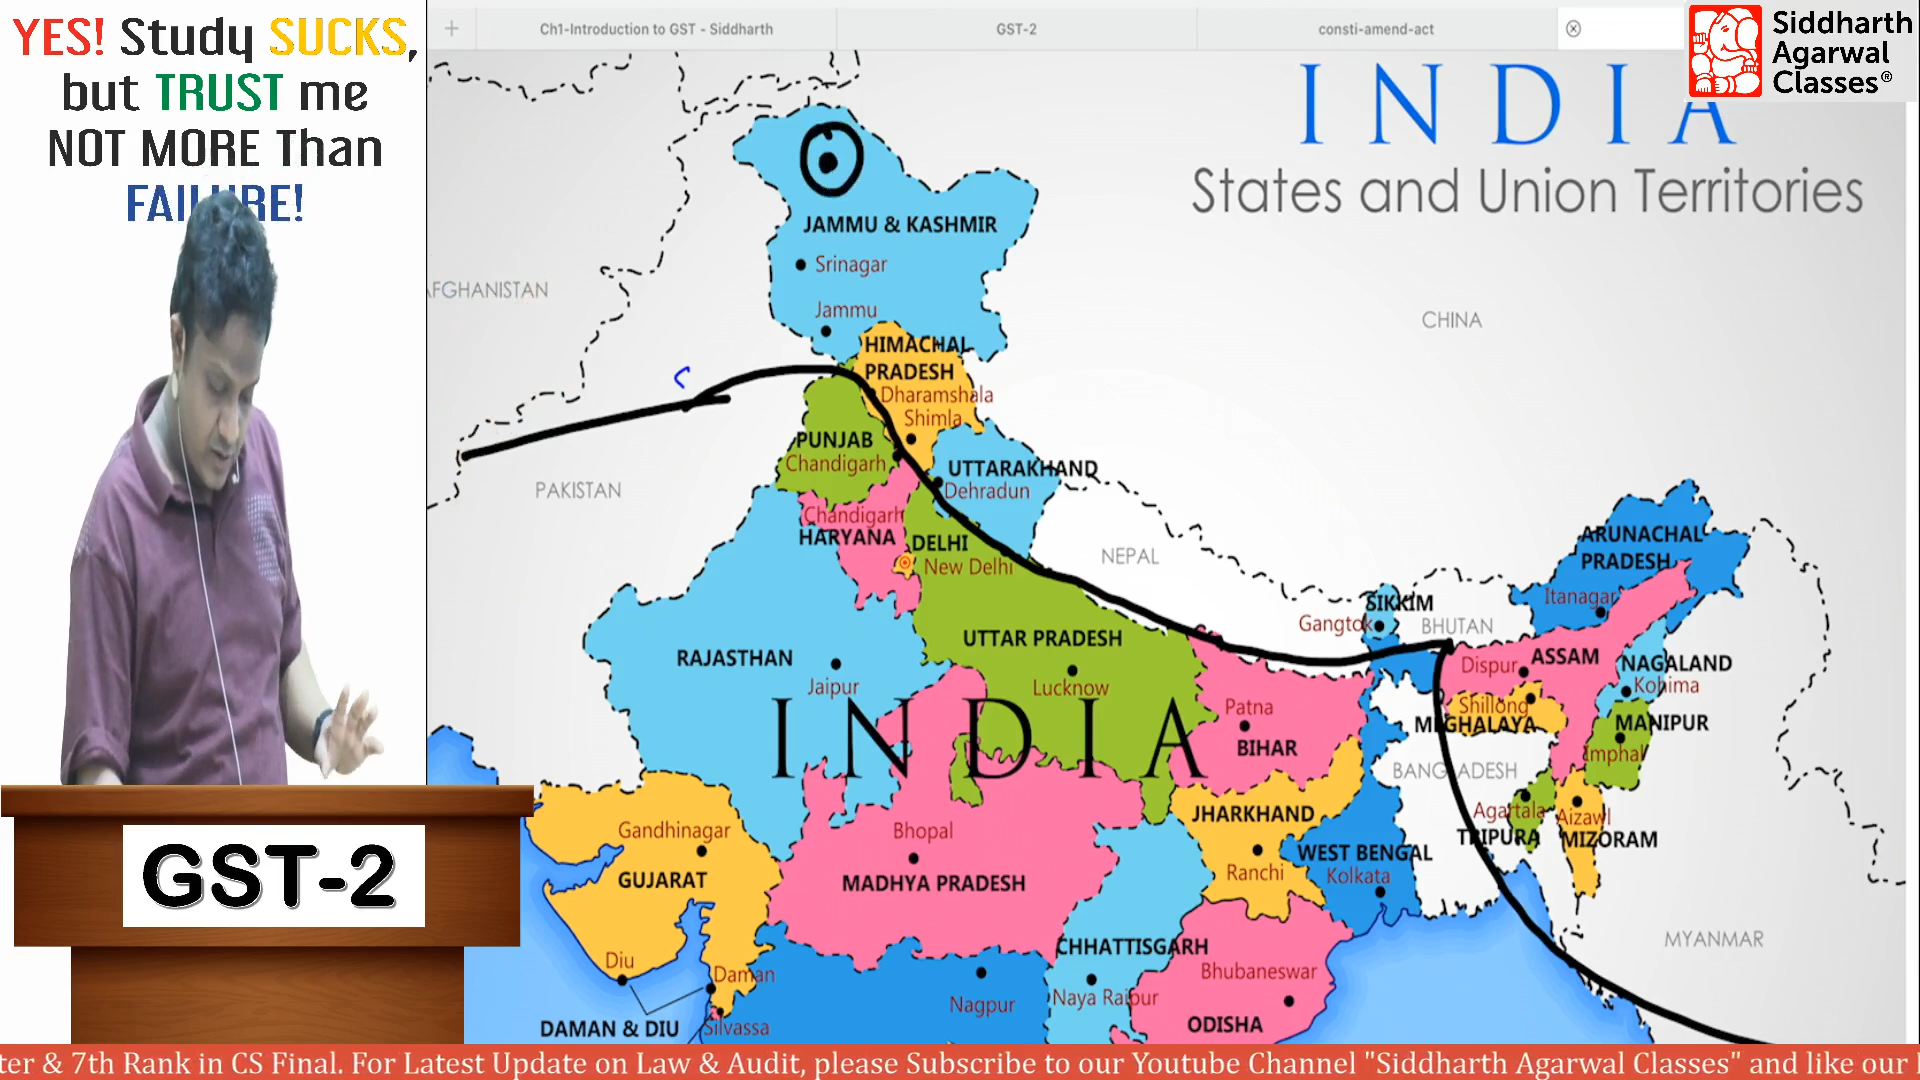 YES! Study SUCKS,
but TRUST me
NOT MORE Than
FAILURE!
GST-2
Ch1-Introduction to GST - Siddharth
GST-2
consti-amend-act
Siddharth
Agarwal
Classes®
INDIA
States and Union Territories
JAMMU & KASHMIR
Srinagar
Jammu
AFGHANISTAN
CHINA
HIMACHAL
PRADESH
Dharamshala
Shimla
PUNJAB
Chandigarh
PAKISTAN
UTTARAKHAND
Dehradun
Chandigarh
HARYANA
DELHI
New Delhi
NEPAL
ARUNACHAL
PRADESH
Itanagar
SIKKIM
Gangtok
BHUTAN
RAJASTHAN
Jaipur
UTTAR PRADESH
Lucknow
Dispur
ASSAM
NAGALAND
Kohima
Shillong
MEGHALAYA
MANIPUR
Imphal
INDIA
Patna
BIHAR
BANGLADESH
Agartala
TRIPURA
Aizawl
MIZORAM
Gandhinagar
GUJARAT
Bhopal
MADHYA PRADESH
JHARKHAND
Ranchi
WEST BENGAL
Kolkata
MYANMAR
CHHATTISGARH
Naya Raipur
Bhubaneswar
ODISHA
Diu
Daman
DAMAN & DIU
Silvassa
Nagpur
ter & 7th Rank in CS Final. For Latest Update on Law & Audit, please Subscribe to our Youtube Channel "Siddharth Agarwal Classes" and like our